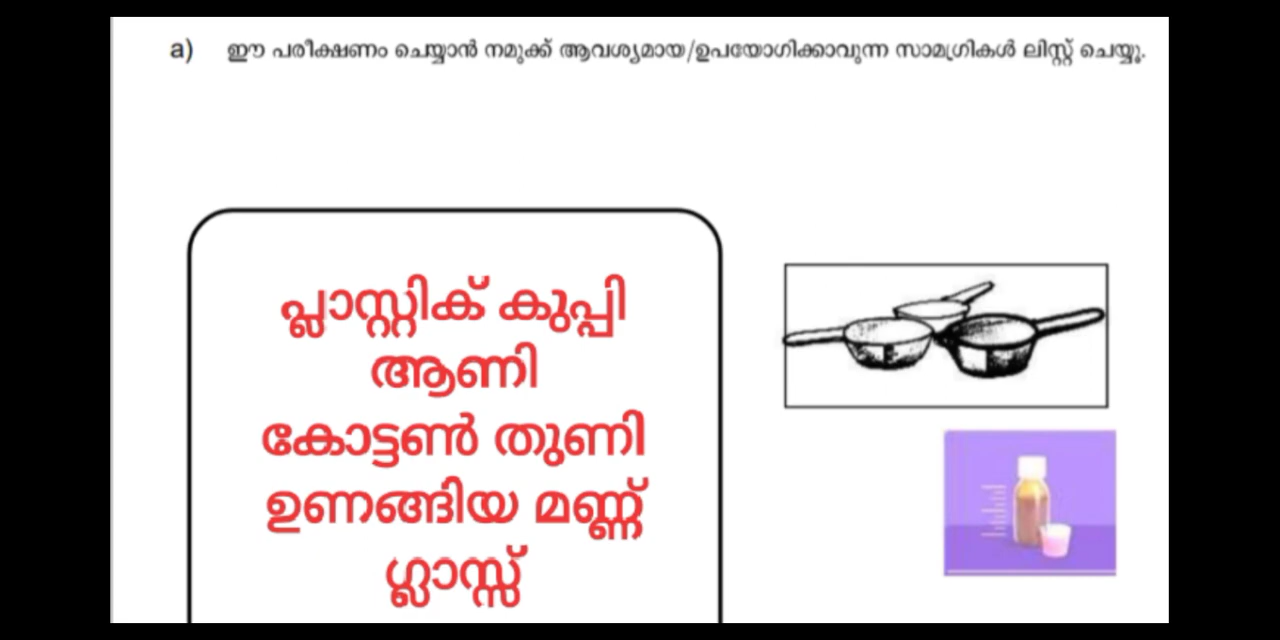 a) ഈ പരീക്ഷണം ചെയ്യാൻ നമുക്ക് ആവശ്യമായ/ഉപയോഗിക്കാവുന്ന സാമഗ്രികൾ ലിസ്റ്റ് ചെയ്യൂ.
പ്ലാസ്റ്റിക് കുപ്പി
ആണി
കോട്ടൺ തുണി
ഉണങ്ങിയ മണ്ണ്
ഗ്ലാസ്സ്